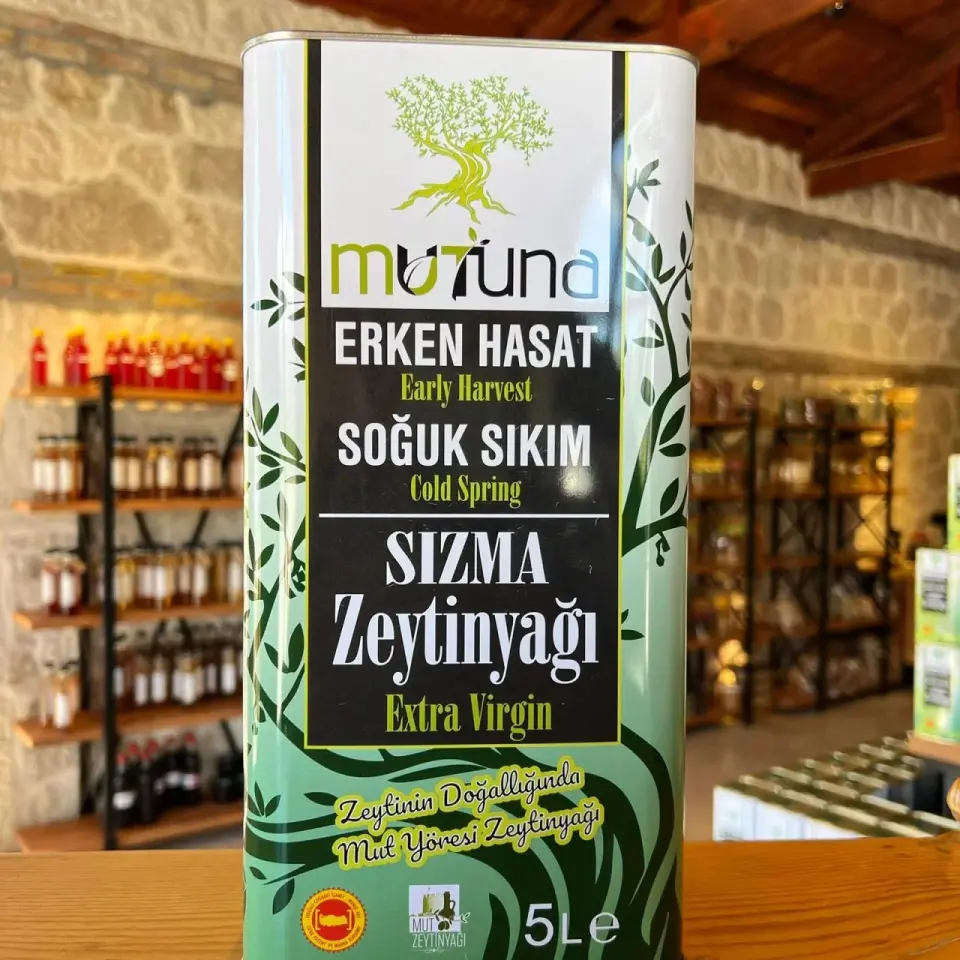 mutuna
ERKEN HASAT
Early Harvest
SOĞUK SIKIM
Cold Spring
SIZMA
Zeytinyağı
Extra Virgin
Zeytinin Doğallığında
Mut Yöresi Zeytinyağı
MUT
ZEYTİNYAĞI
5Le